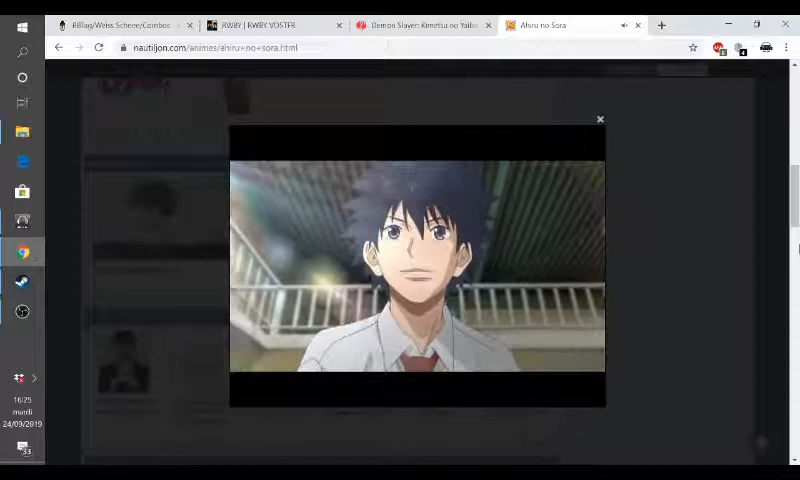 BBTag/Weiss Schnee/Combos
RWBY | RWBY VOSTFR
Demon Slayer: Kimetsu no Yaiba
Ahiru no Sora
nautiljon.com/animes/ahiru+no+sora.html
16:25
mardi
24/09/2019
33